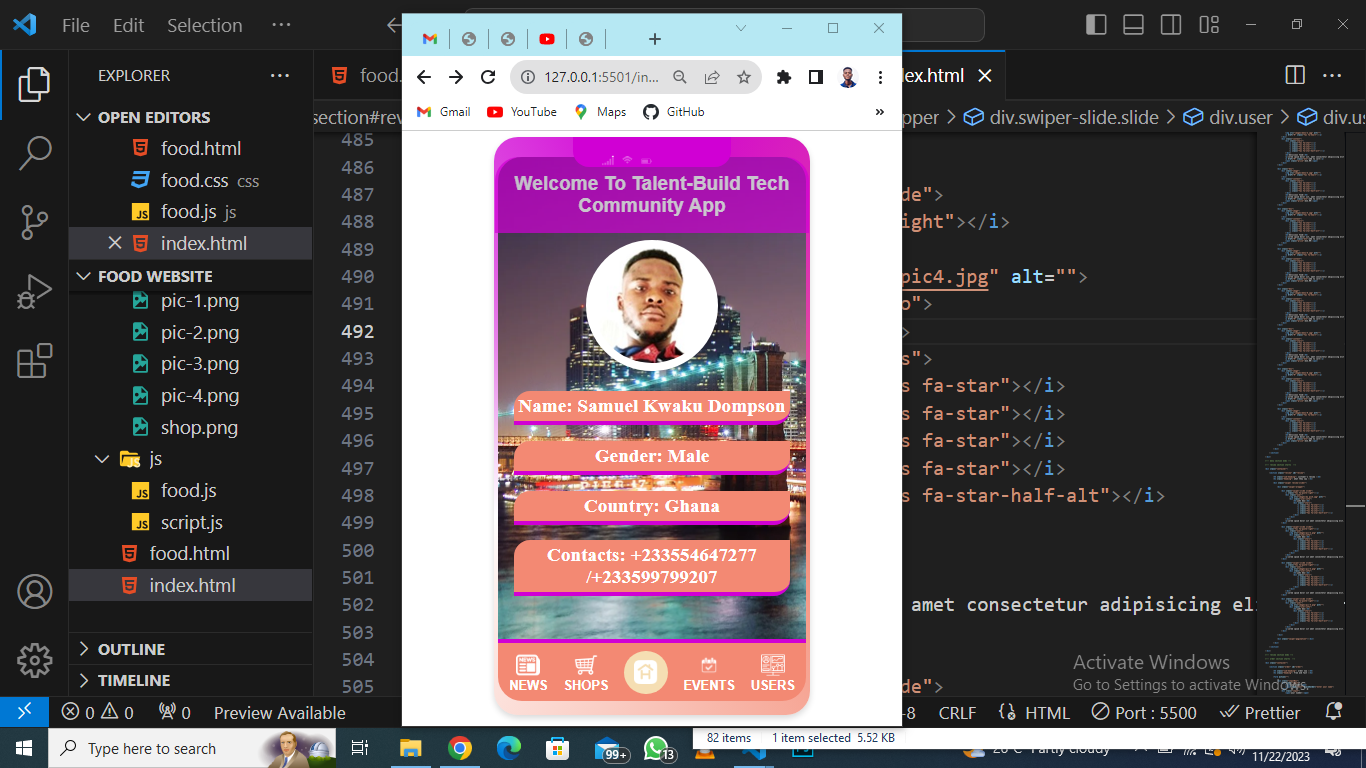 File Edit Selection ···
EXPLORER ···
OPEN EDITORS
food.html
food.css css
food.js js
index.html
FOOD WEBSITE
pic-1.png
pic-2.png
pic-3.png
pic-4.png
shop.png
js
food.js
script.js
food.html
index.html
OUTLINE
TIMELINE
0 0 0 Preview Available
food.
section#rev
485
486
487
488
489
490
491
492
493
494
495
496
497
498
499
500
501
502
503
504
505
127.0.0.1:5501/in...
Gmail YouTube Maps GitHub »
Welcome To Talent-Build Tech
Community App
Name: Samuel Kwaku Dompson
Gender: Male
Country: Ghana
Contacts: +233554647277
/+233599799207
NEWS
NEWS SHOPS EVENTS USERS
ex.html
pper > div.swiper-slide.slide > div.user > div.us
de">
ight"></i>
pic4.jpg" alt="">
o">
>
s">
s fa-star"></i>
s fa-star"></i>
s fa-star"></i>
s fa-star"></i>
s fa-star-half-alt"></i>
amet consectetur adipisicing eli
de">
Activate Windows
Go to Settings to activate Windows.
-8 CRLF HTML Port : 5500 Prettier
82 items 1 item selected 5.52 KB
Type here to search
99+
13
Partly cloudy
11/22/2023